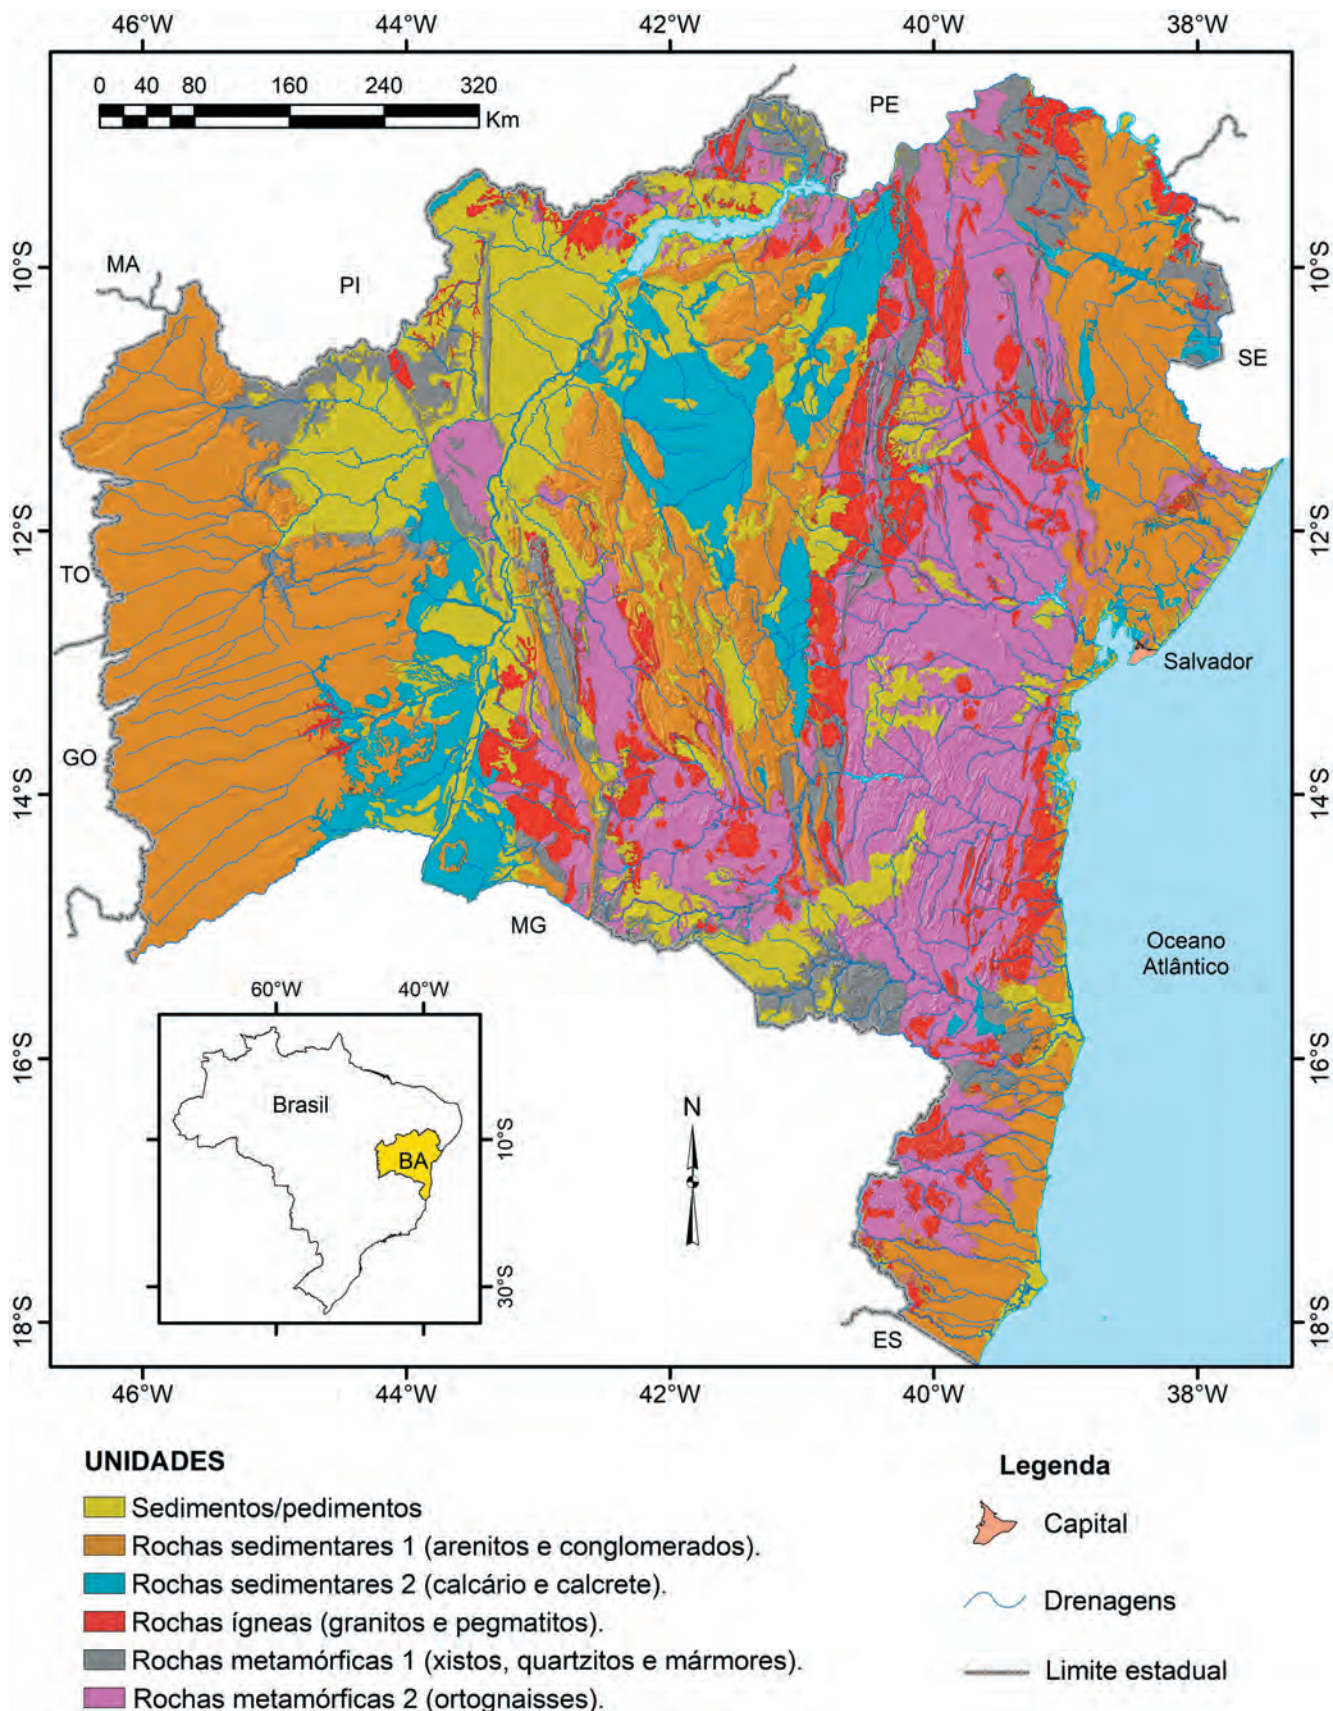 46°W 44°W 42°W 40°W 38°W
0 40 80 160 240 320
Km
PE
10°S 10°S
MA
PI
SE
12°S 12°S
TO
Salvador
GO
14°S 14°S
MG
Oceano
Atlântico
60°W 40°W
16°S 16°S
Brasil
N
10°S
BA
30°S
18°S 18°S
ES
46°W 44°W 42°W 40°W 38°W
UNIDADES
Sedimentos/pedimentos
Rochas sedimentares 1 (arenitos e conglomerados).
Rochas sedimentares 2 (calcário e calcrete).
Rochas ígneas (granitos e pegmatitos).
Rochas metamórficas 1 (xistos, quartzitos e mármores).
Rochas metamórficas 2 (ortognaisses).
Legenda
Capital
Drenagens
Limite estadual